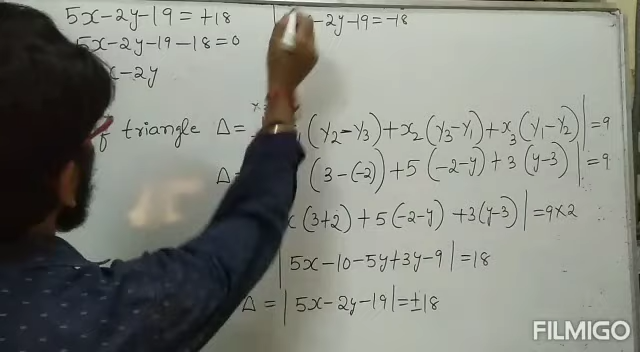 5x-2y-19=+18
5x-2y-19-18=0
x-2y
-2y-19=-18
triangle Δ= (y₂-y₃)+x₂(y₃-y₁)+x₃(y₁-y₂)|=9
Δ= (3-(-2))+5(-2-y)+3(y-3)|=9
(3+2)+5(-2-y)+3(y-3)|=9×2
|5x-10-5y+3y-9|=18
Δ=|5x-2y-19|=±18
FILMIGO